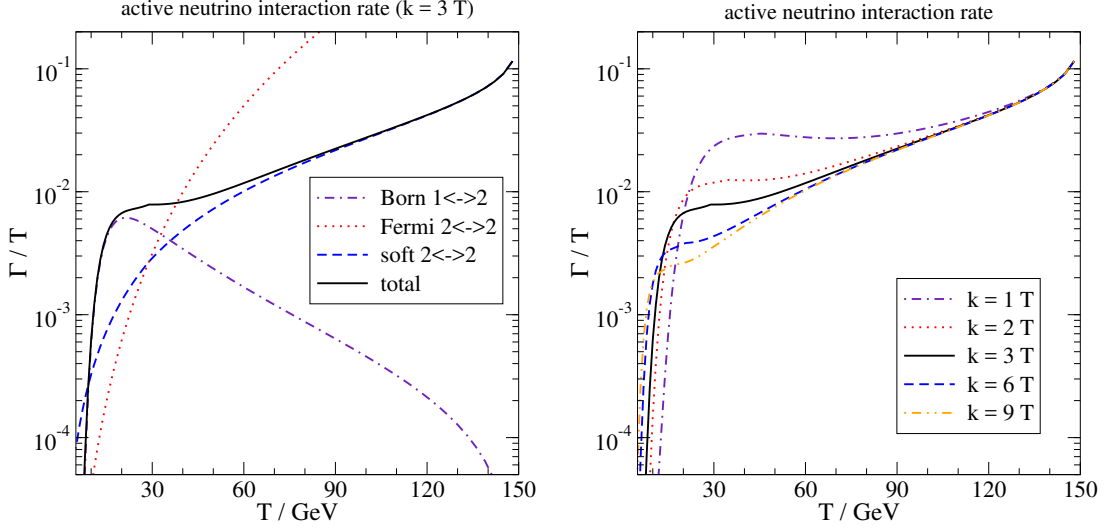 active neutrino interaction rate (k = 3 T)
Γ / T
10^-1
10^-2
10^-3
10^-4
Born 1<->2
Fermi 2<->2
soft 2<->2
total
30 60 90 120 150
T / GeV
active neutrino interaction rate
Γ / T
10^-1
10^-2
10^-3
10^-4
k = 1 T
k = 2 T
k = 3 T
k = 6 T
k = 9 T
30 60 90 120 150
T / GeV